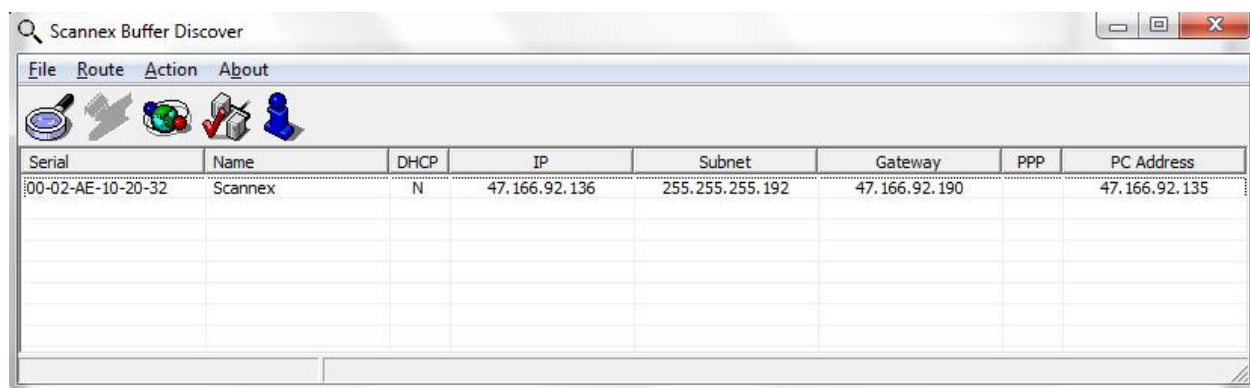 Scannex Buffer Discover
File Route Action About
Serial Name DHCP IP Subnet Gateway PPP PC Address
00-02-AE-10-20-32 Scannex N 47.166.92.136 255.255.255.192 47.166.92.190 47.166.92.135